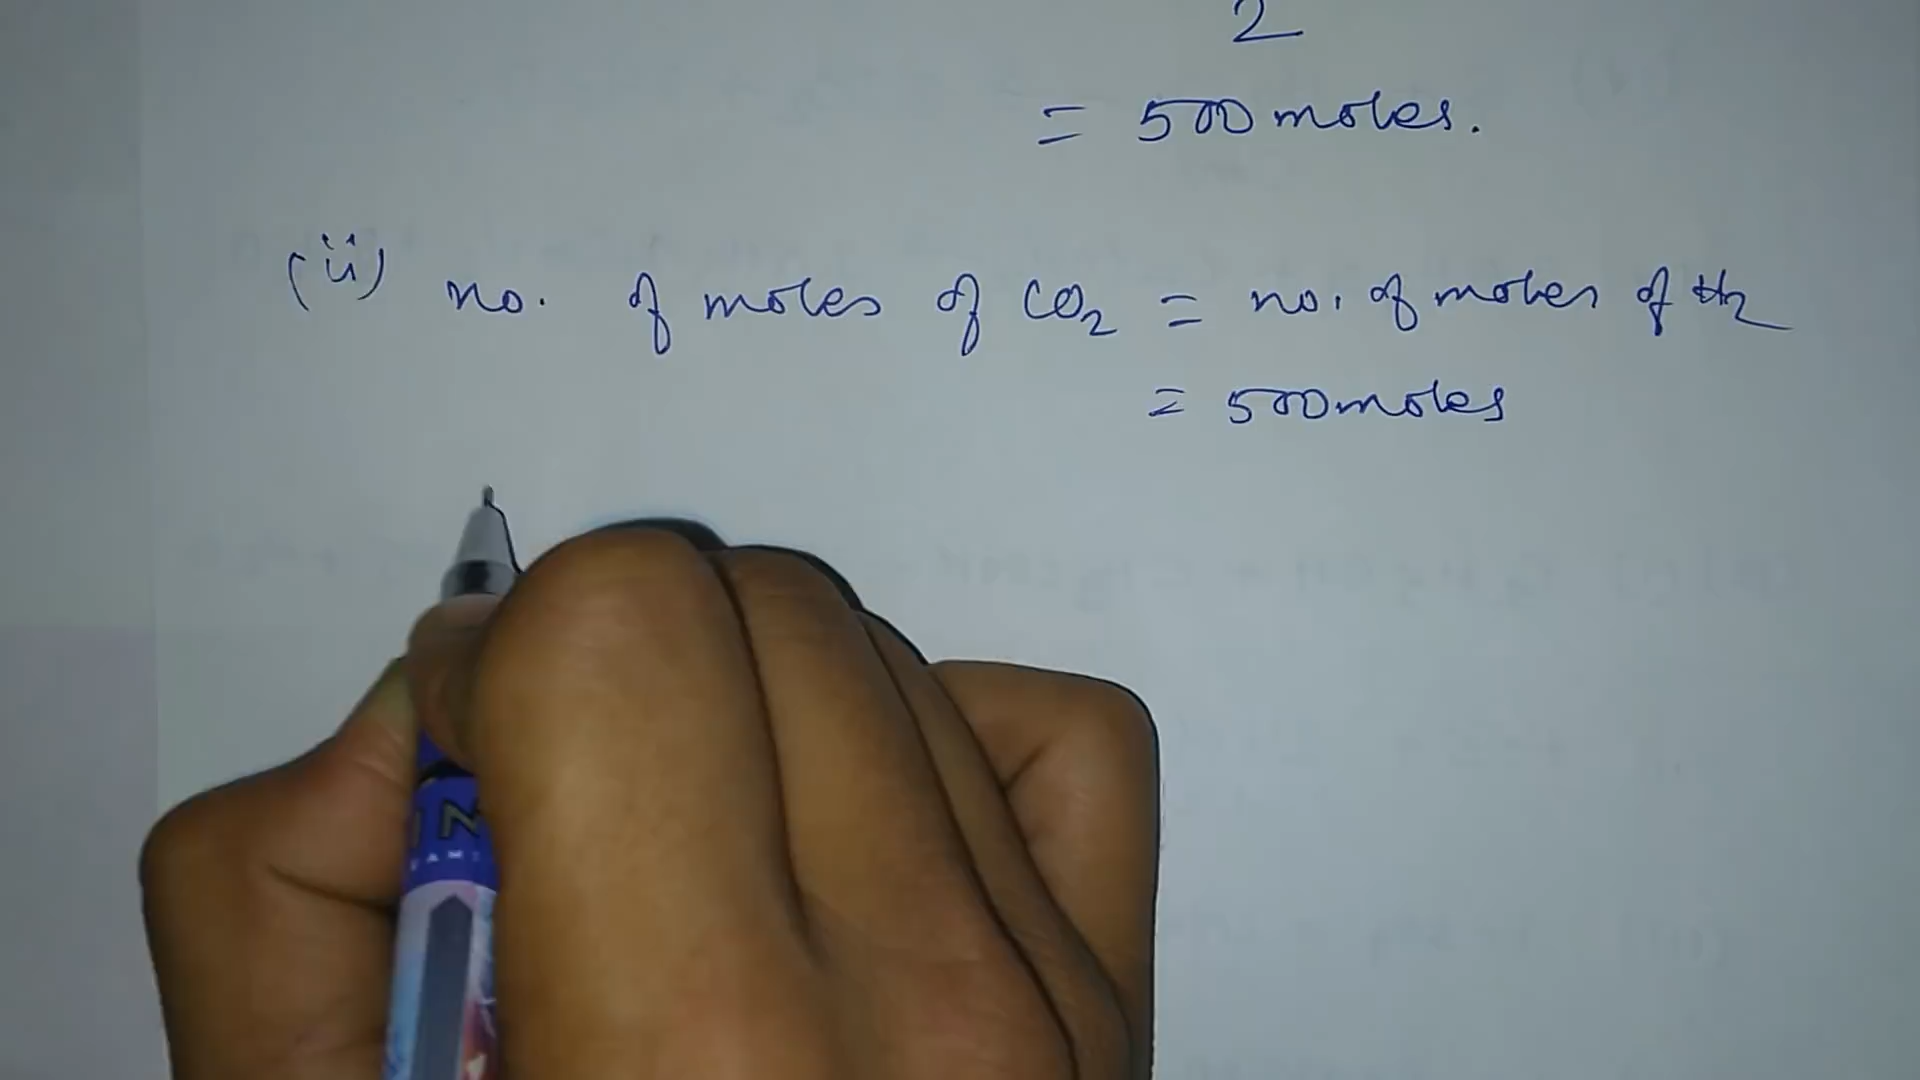 2
= 500 moles.
(ii) no. of moles of CO2 = no. of moles of H2
= 500 moles